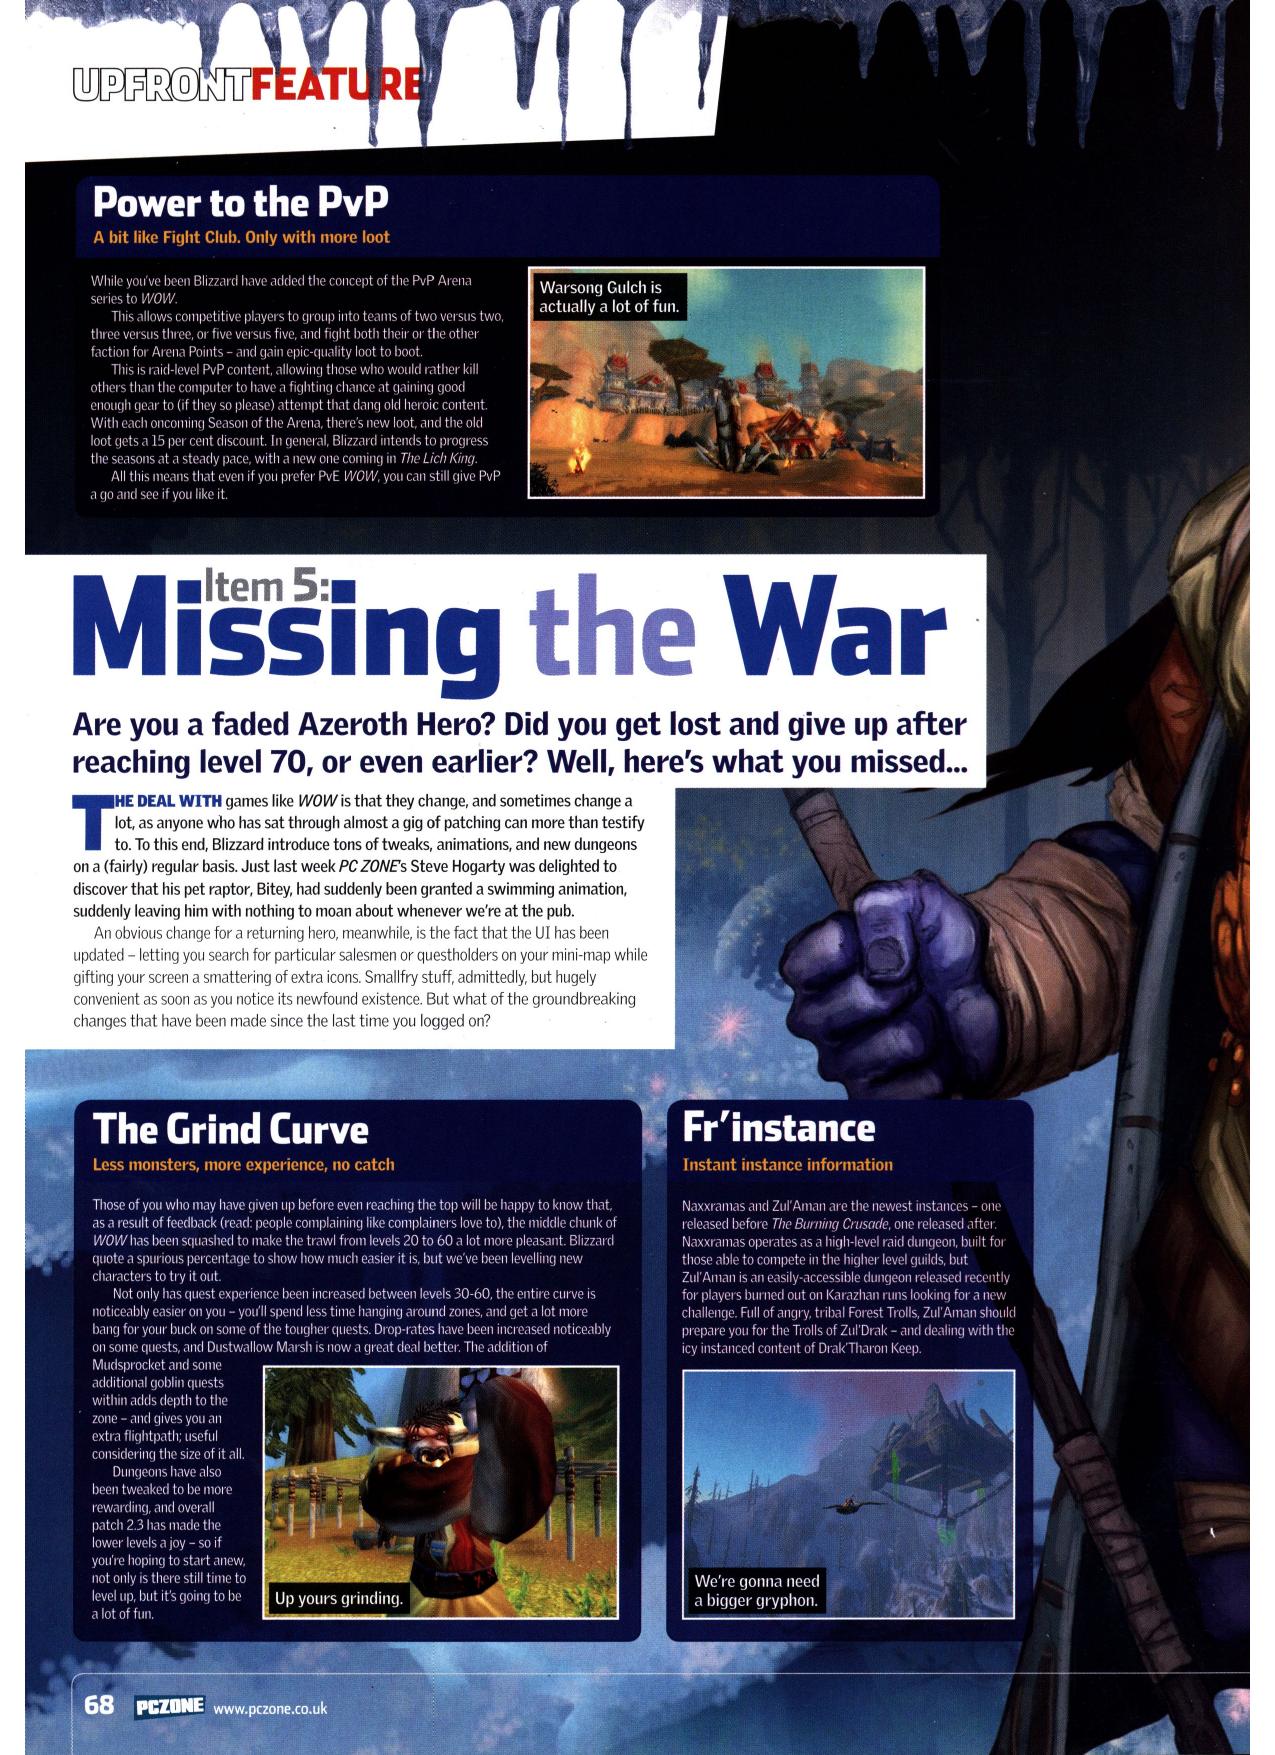 UPFRONTFEATURE
Power to the PvP
A bit like Fight Club. Only with more loot
While you've been Blizzard have added the concept of the PvP Arena
series to WOW.
This allows competitive players to group into teams of two versus two,
three versus three, or five versus five, and fight both their or the other
faction for Arena Points – and gain epic-quality loot to boot.
This is raid-level PvP content, allowing those who would rather kill
others than the computer to have a fighting chance at gaining good
enough gear to (if they so please) attempt that dang old heroic content.
With each oncoming Season of the Arena, there's new loot, and the old
loot gets a 15 per cent discount. In general, Blizzard intends to progress
the seasons at a steady pace, with a new one coming in The Lich King.
All this means that even if you prefer PvE WOW, you can still give PvP
a go and see if you like it.
Warsong Gulch is
actually a lot of fun.
Item 5:
Missing the War
Are you a faded Azeroth Hero? Did you get lost and give up after
reaching level 70, or even earlier? Well, here's what you missed...
THE DEAL WITH games like WOW is that they change, and sometimes change a
lot, as anyone who has sat through almost a gig of patching can more than testify
to. To this end, Blizzard introduce tons of tweaks, animations, and new dungeons
on a (fairly) regular basis. Just last week PC ZONE's Steve Hogarty was delighted to
discover that his pet raptor, Bitey, had suddenly been granted a swimming animation,
suddenly leaving him with nothing to moan about whenever we're at the pub.
An obvious change for a returning hero, meanwhile, is the fact that the UI has been
updated – letting you search for particular salesmen or questholders on your mini-map while
gifting your screen a smattering of extra icons. Smallfry stuff, admittedly, but hugely
convenient as soon as you notice its newfound existence. But what of the groundbreaking
changes that have been made since the last time you logged on?
The Grind Curve
Less monsters, more experience, no catch
Those of you who may have given up before even reaching the top will be happy to know that,
as a result of feedback (read: people complaining like complainers love to), the middle chunk of
WOW has been squashed to make the trawl from levels 20 to 60 a lot more pleasant. Blizzard
quote a spurious percentage to show how much easier it is, but we've been levelling new
characters to try it out.
Not only has quest experience been increased between levels 30-60, the entire curve is
noticeably easier on you – you'll spend less time hanging around zones, and get a lot more
bang for your buck on some of the tougher quests. Drop-rates have been increased noticeably
on some quests, and Dustwallow Marsh is now a great deal better. The addition of
Mudsprocket and some
additional goblin quests
within adds depth to the
zone – and gives you an
extra flightpath; useful
considering the size of it all.
Dungeons have also
been tweaked to be more
rewarding, and overall
patch 2.3 has made the
lower levels a joy – so if
you're hoping to start anew,
not only is there still time to
level up, but it's going to be
a lot of fun.
Up yours grinding.
Fr'instance
Instant instance information
Naxxramas and Zul'Aman are the newest instances – one
released before The Burning Crusade, one released after.
Naxxramas operates as a high-level raid dungeon, built for
those able to compete in the higher level guilds, but
Zul'Aman is an easily-accessible dungeon released recently
for players burned out on Karazhan runs looking for a new
challenge. Full of angry, tribal Forest Trolls, Zul'Aman should
prepare you for the Trolls of Zul'Drak – and dealing with the
icy instanced content of Drak'Tharon Keep.
We're gonna need
a bigger gryphon.
68 PCZONE www.pczone.co.uk